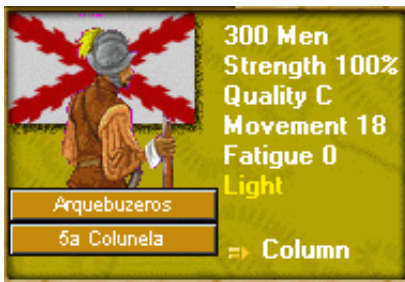 300 Men
Strength 100%
Quality C
Movement 18
Fatigue 0
Light
Arquebuzeros
5a Colunela
Column